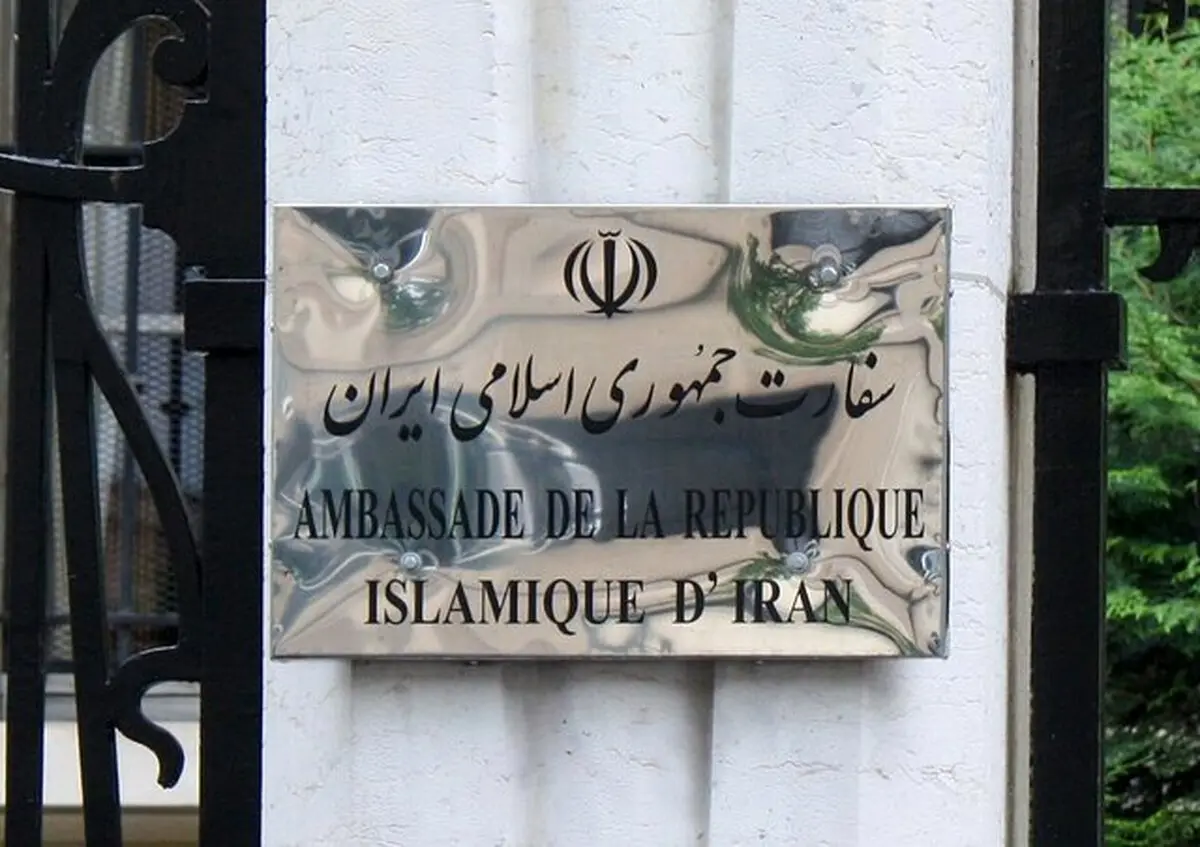 سفارت جمهوری اسلامی ایران
AMBASSADE DE LA REPUBLIQUE
ISLAMIQUE D'IRAN